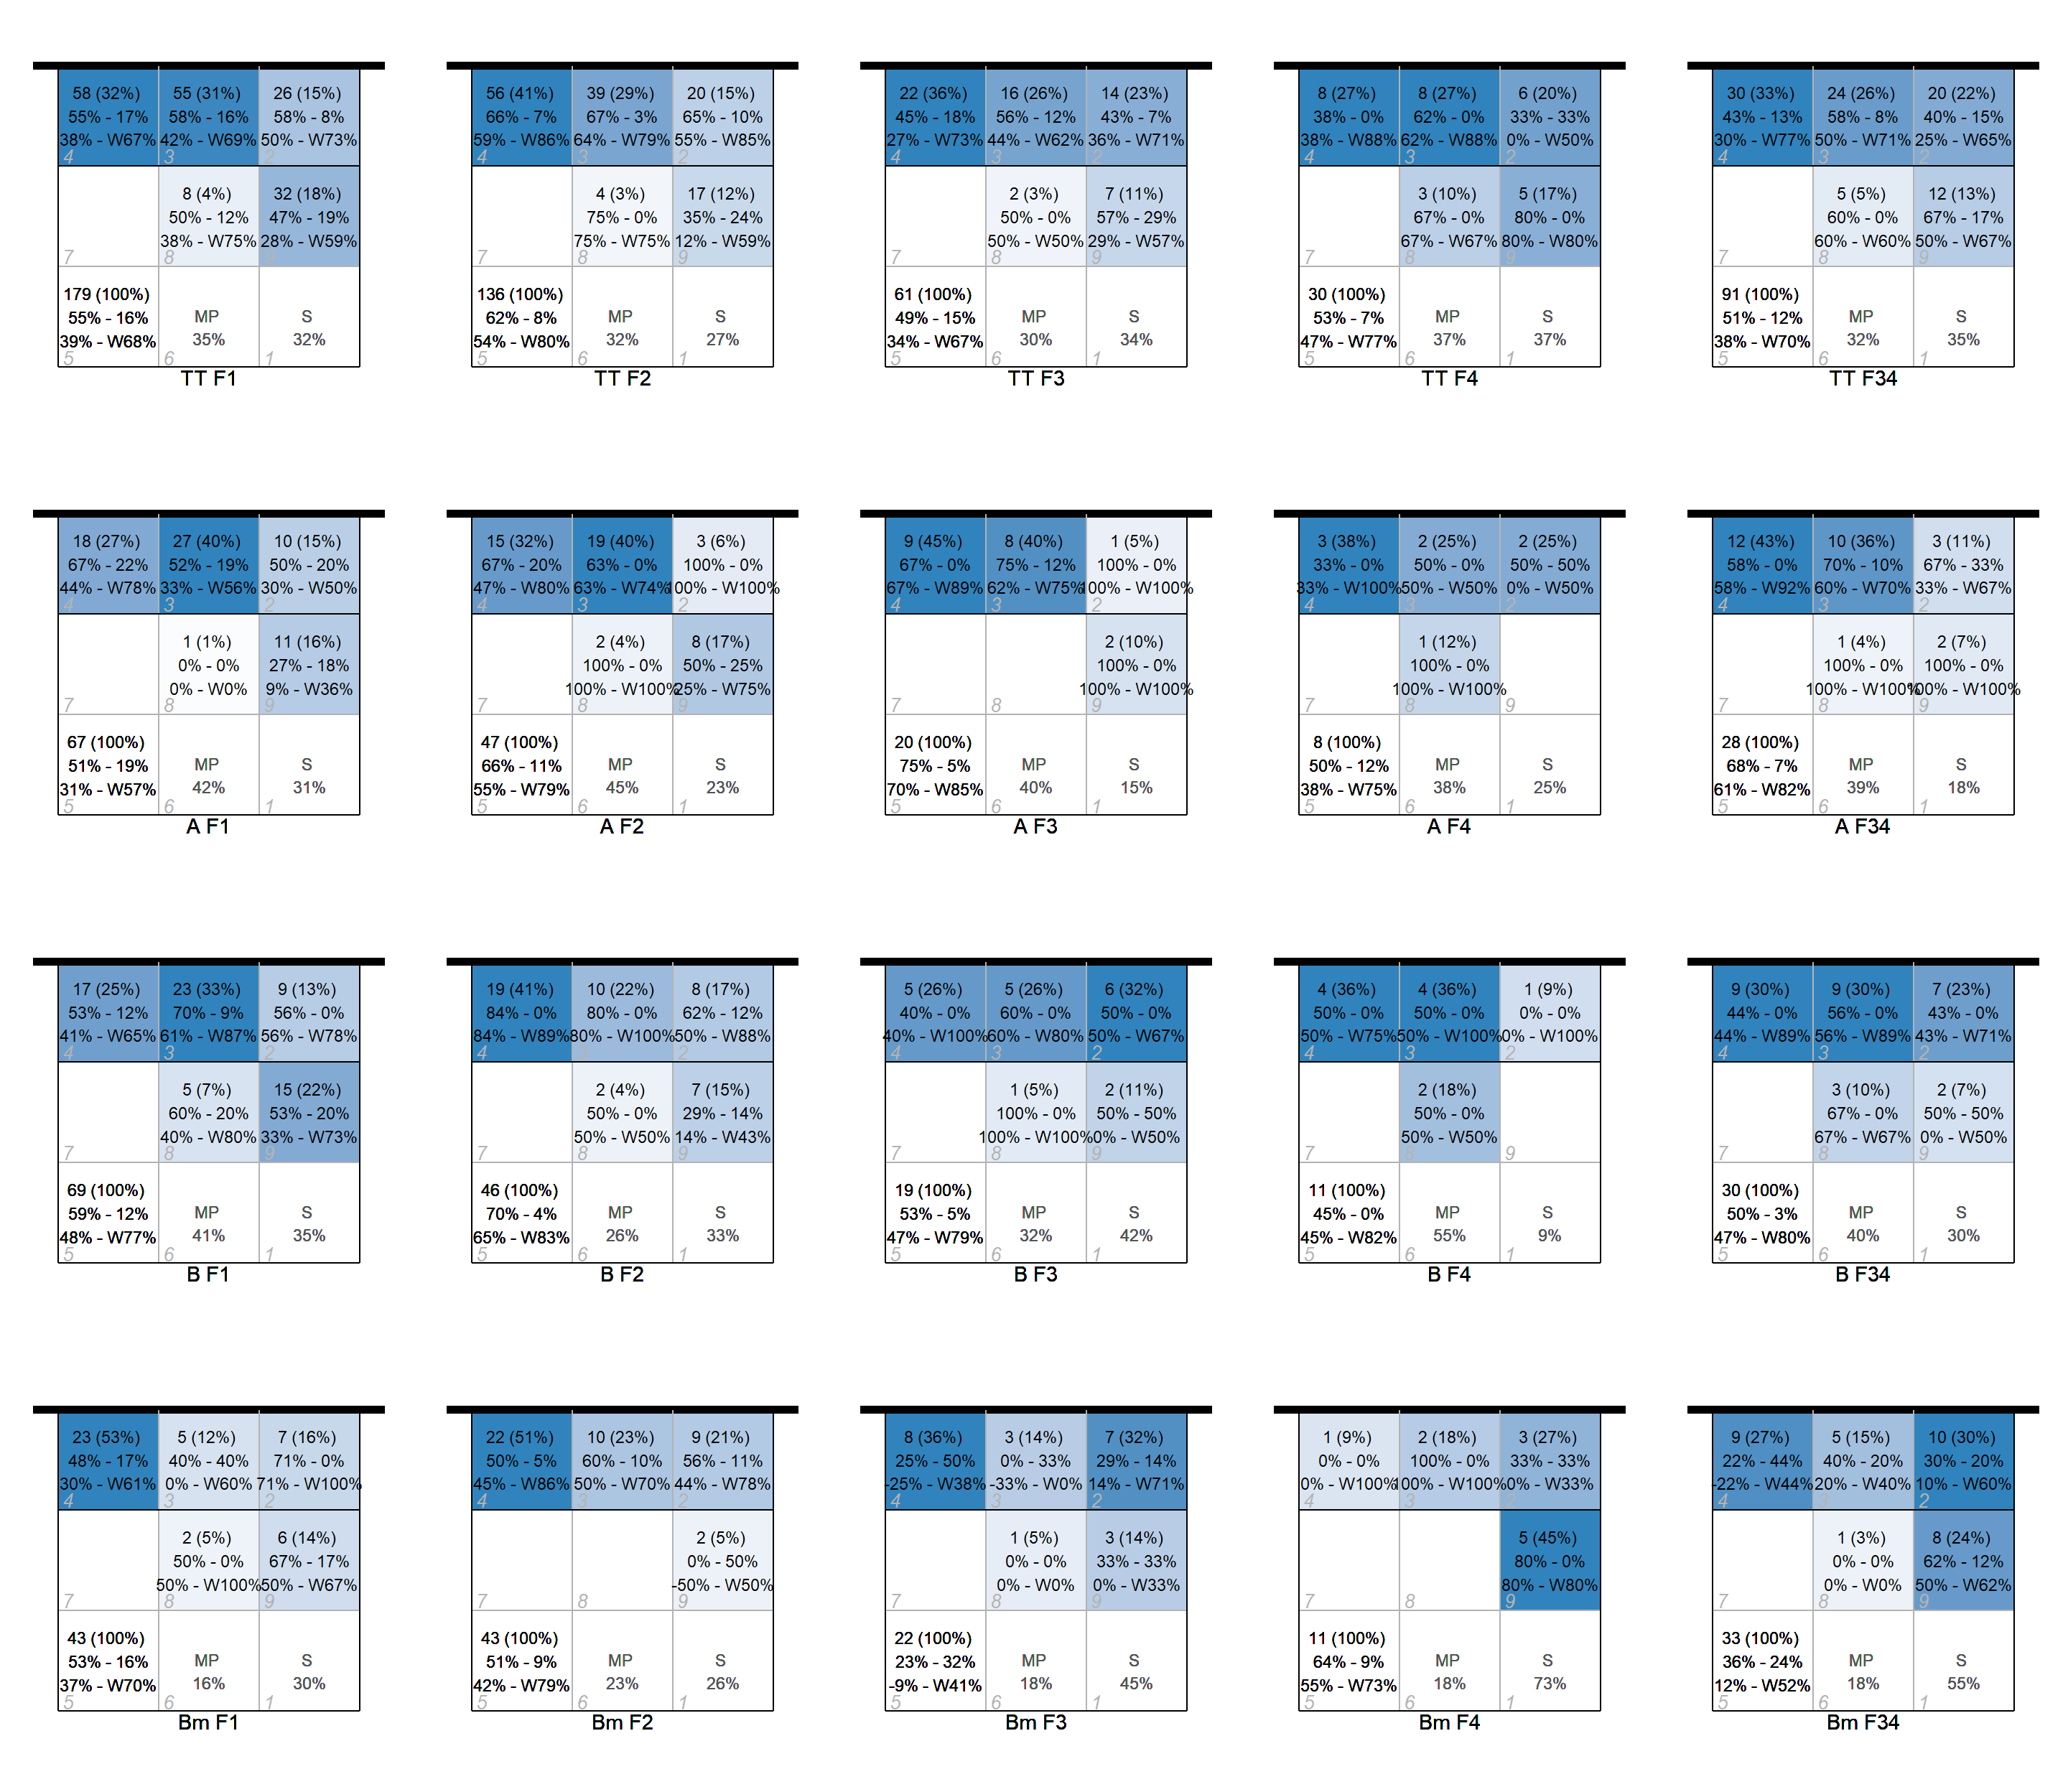 58 (32%)
55% - 17%
38% - W67%
4
55 (31%)
58% - 16%
42% - W69%
3
26 (15%)
58% - 8%
50% - W73%
2
7
8 (4%)
50% - 12%
38% - W75%
8
32 (18%)
47% - 19%
28% - W59%
9
179 (100%)
55% - 16%
39% - W68%
5
MP
35%
6
S
32%
1
TT F1
56 (41%)
66% - 7%
59% - W86%
4
39 (29%)
67% - 3%
64% - W79%
3
20 (15%)
65% - 10%
55% - W85%
2
7
4 (3%)
75% - 0%
75% - W75%
8
17 (12%)
35% - 24%
12% - W59%
9
136 (100%)
62% - 8%
54% - W80%
5
MP
32%
6
S
27%
1
TT F2
22 (36%)
45% - 18%
27% - W73%
4
16 (26%)
56% - 12%
44% - W62%
3
14 (23%)
43% - 7%
36% - W71%
2
7
2 (3%)
50% - 0%
50% - W50%
8
7 (11%)
57% - 29%
29% - W57%
9
61 (100%)
49% - 15%
34% - W67%
5
MP
30%
6
S
34%
1
TT F3
8 (27%)
38% - 0%
38% - W88%
4
8 (27%)
62% - 0%
62% - W88%
3
6 (20%)
33% - 33%
0% - W50%
2
7
3 (10%)
67% - 0%
67% - W67%
8
5 (17%)
80% - 0%
80% - W80%
9
30 (100%)
53% - 7%
47% - W77%
5
MP
37%
6
S
37%
1
TT F4
30 (33%)
43% - 13%
30% - W77%
4
24 (26%)
58% - 8%
50% - W71%
3
20 (22%)
40% - 15%
25% - W65%
2
7
5 (5%)
60% - 0%
60% - W60%
8
12 (13%)
67% - 17%
50% - W67%
9
91 (100%)
51% - 12%
38% - W70%
5
MP
32%
6
S
35%
1
TT F34
18 (27%)
67% - 22%
44% - W78%
4
27 (40%)
52% - 19%
33% - W56%
3
10 (15%)
50% - 20%
30% - W50%
2
7
1 (1%)
0% - 0%
0% - W0%
8
11 (16%)
27% - 18%
9% - W36%
9
67 (100%)
51% - 19%
31% - W57%
5
MP
42%
6
S
31%
1
A F1
15 (32%)
67% - 20%
47% - W80%
4
19 (40%)
63% - 0%
63% - W74%
3
3 (6%)
100% - 0%
100% - W100%
2
7
2 (4%)
100% - 0%
100% - W100%
8
8 (17%)
50% - 25%
25% - W75%
9
47 (100%)
66% - 11%
55% - W79%
5
MP
45%
6
S
23%
1
A F2
9 (45%)
67% - 0%
67% - W89%
4
8 (40%)
75% - 12%
62% - W75%
3
1 (5%)
100% - 0%
100% - W100%
2
7
8
2 (10%)
100% - 0%
100% - W100%
9
20 (100%)
75% - 5%
70% - W85%
5
MP
40%
6
S
15%
1
A F3
3 (38%)
33% - 0%
33% - W100%
4
2 (25%)
50% - 0%
50% - W50%
3
2 (25%)
50% - 50%
0% - W50%
2
7
1 (12%)
100% - 0%
100% - W100%
8
9
8 (100%)
50% - 12%
38% - W75%
5
MP
38%
6
S
25%
1
A F4
12 (43%)
58% - 0%
58% - W92%
4
10 (36%)
70% - 10%
60% - W70%
3
3 (11%)
67% - 33%
33% - W67%
2
7
1 (4%)
100% - 0%
100% - W100%
8
2 (7%)
100% - 0%
100% - W100%
9
28 (100%)
68% - 7%
61% - W82%
5
MP
39%
6
S
18%
1
A F34
17 (25%)
53% - 12%
41% - W65%
4
23 (33%)
70% - 9%
61% - W87%
3
9 (13%)
56% - 0%
56% - W78%
2
7
5 (7%)
60% - 20%
40% - W80%
8
15 (22%)
53% - 20%
33% - W73%
9
69 (100%)
59% - 12%
48% - W77%
5
MP
41%
6
S
35%
1
B F1
19 (41%)
84% - 0%
84% - W89%
4
10 (22%)
80% - 0%
80% - W100%
3
8 (17%)
62% - 12%
50% - W88%
2
7
2 (4%)
50% - 0%
50% - W50%
8
7 (15%)
29% - 14%
14% - W43%
9
46 (100%)
70% - 4%
65% - W83%
5
MP
26%
6
S
33%
1
B F2
5 (26%)
40% - 0%
40% - W100%
4
5 (26%)
60% - 0%
60% - W80%
3
6 (32%)
50% - 0%
50% - W67%
2
7
1 (5%)
100% - 0%
100% - W100%
8
2 (11%)
50% - 50%
0% - W50%
9
19 (100%)
53% - 5%
47% - W79%
5
MP
32%
6
S
42%
1
B F3
4 (36%)
50% - 0%
50% - W75%
4
4 (36%)
50% - 0%
50% - W100%
3
1 (9%)
0% - 0%
0% - W100%
2
7
2 (18%)
50% - 0%
50% - W50%
8
9
11 (100%)
45% - 0%
45% - W82%
5
MP
55%
6
S
9%
1
B F4
9 (30%)
44% - 0%
44% - W89%
4
9 (30%)
56% - 0%
56% - W89%
3
7 (23%)
43% - 0%
43% - W71%
2
7
3 (10%)
67% - 0%
67% - W67%
8
2 (7%)
50% - 50%
0% - W50%
9
30 (100%)
50% - 3%
47% - W80%
5
MP
40%
6
S
30%
1
B F34
23 (53%)
48% - 17%
30% - W61%
4
5 (12%)
40% - 40%
0% - W60%
3
7 (16%)
71% - 0%
71% - W100%
2
7
2 (5%)
50% - 0%
50% - W100%
8
6 (14%)
67% - 17%
50% - W67%
9
43 (100%)
53% - 16%
37% - W70%
5
MP
16%
6
S
30%
1
Bm F1
22 (51%)
50% - 5%
45% - W86%
4
10 (23%)
60% - 10%
50% - W70%
3
9 (21%)
56% - 11%
44% - W78%
2
7
8
2 (5%)
0% - 50%
-50% - W50%
9
43 (100%)
51% - 9%
42% - W79%
5
MP
23%
6
S
26%
1
Bm F2
8 (36%)
25% - 50%
-25% - W38%
4
3 (14%)
0% - 33%
-33% - W0%
3
7 (32%)
29% - 14%
14% - W71%
2
7
1 (5%)
0% - 0%
0% - W0%
8
3 (14%)
33% - 33%
0% - W33%
9
22 (100%)
23% - 32%
-9% - W41%
5
MP
18%
6
S
45%
1
Bm F3
1 (9%)
0% - 0%
0% - W100%
4
2 (18%)
100% - 0%
100% - W100%
3
3 (27%)
33% - 33%
0% - W33%
2
7
8
5 (45%)
80% - 0%
80% - W80%
9
11 (100%)
64% - 9%
55% - W73%
5
MP
18%
6
S
73%
1
Bm F4
9 (27%)
22% - 44%
-22% - W44%
4
5 (15%)
40% - 20%
20% - W40%
3
10 (30%)
30% - 20%
10% - W60%
2
7
1 (3%)
0% - 0%
0% - W0%
8
8 (24%)
62% - 12%
50% - W62%
9
33 (100%)
36% - 24%
12% - W52%
5
MP
18%
6
S
55%
1
Bm F34